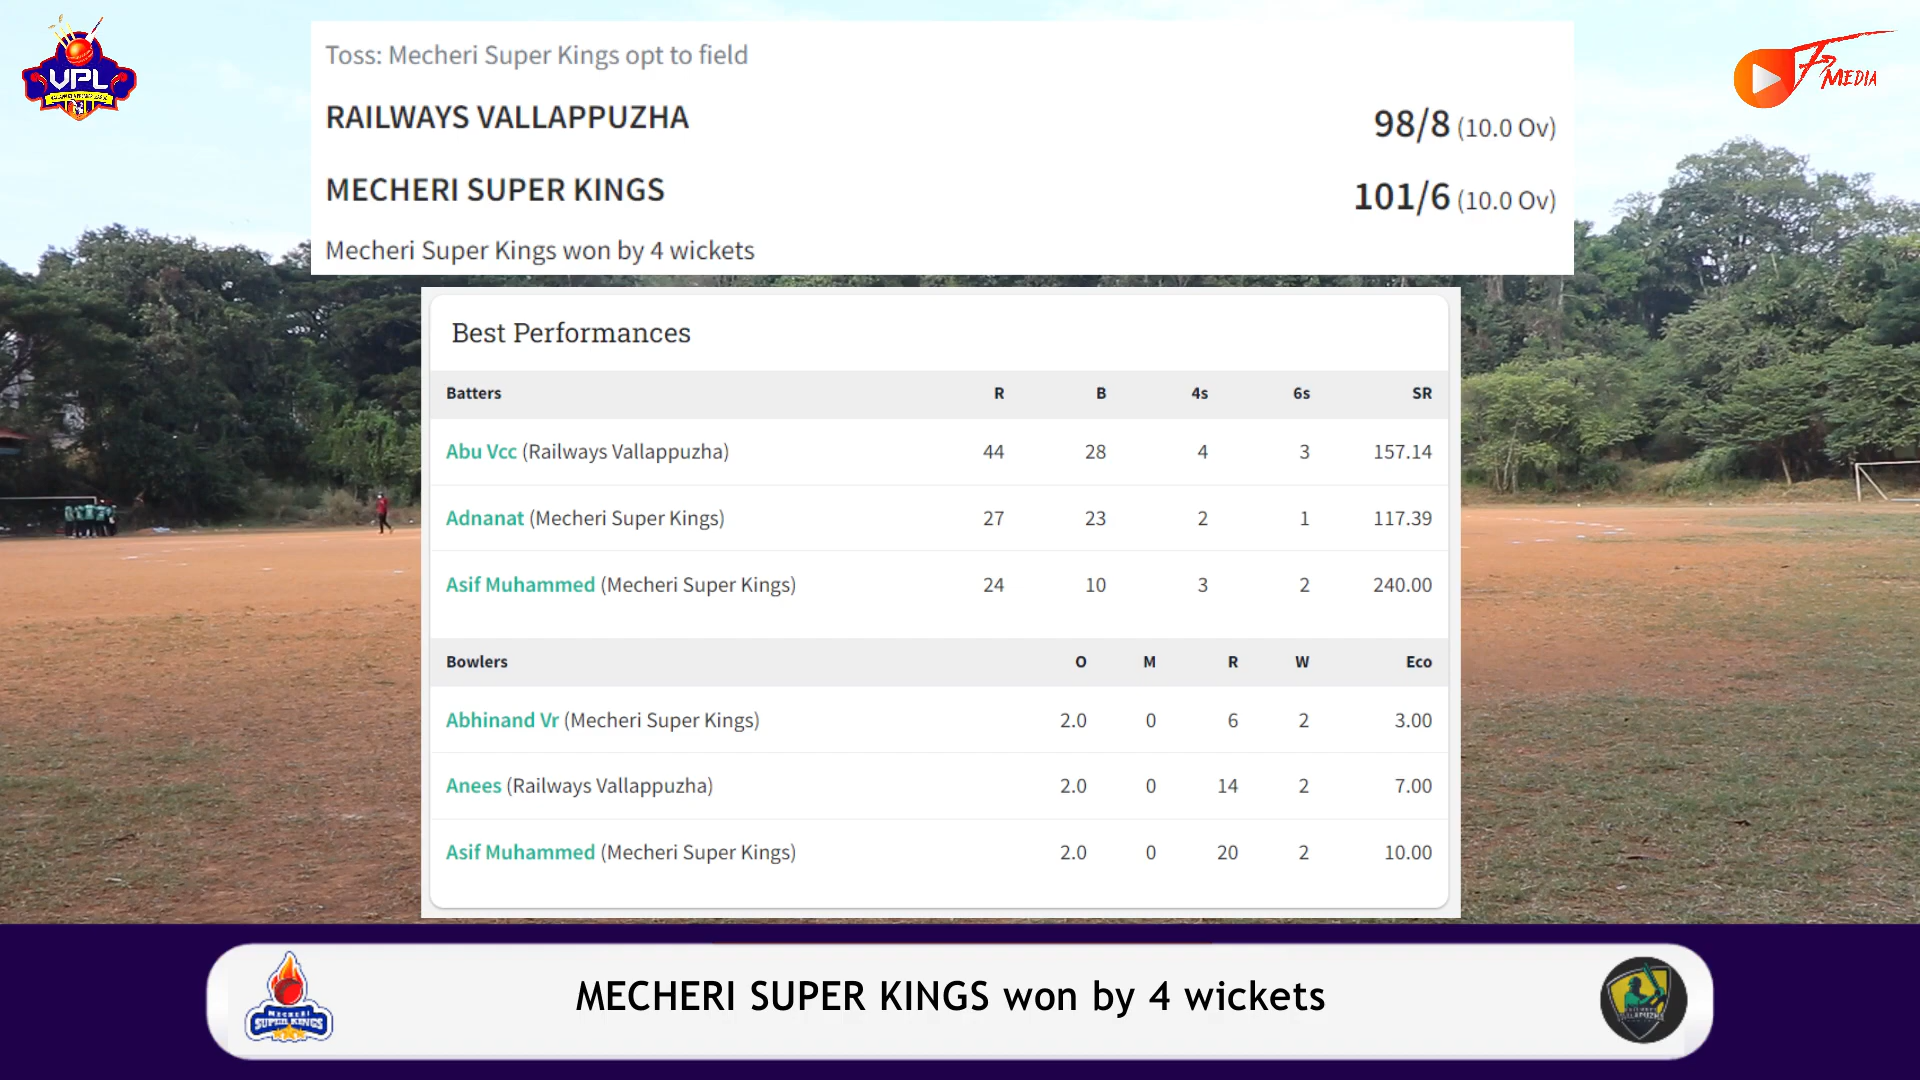 VPL
F MEDIA
Toss: Mecheri Super Kings opt to field
RAILWAYS VALLAPPUZHA 98/8 (10.0 Ov)
MECHERI SUPER KINGS 101/6 (10.0 Ov)
Mecheri Super Kings won by 4 wickets
Best Performances
Batters R B 4s 6s SR
Abu Vcc (Railways Vallappuzha) 44 28 4 3 157.14
Adnanat (Mecheri Super Kings) 27 23 2 1 117.39
Asif Muhammed (Mecheri Super Kings) 24 10 3 2 240.00
Bowlers O M R W Eco
Abhinand Vr (Mecheri Super Kings) 2.0 0 6 2 3.00
Anees (Railways Vallappuzha) 2.0 0 14 2 7.00
Asif Muhammed (Mecheri Super Kings) 2.0 0 20 2 10.00
MECHERI
SUPER KINGS
MECHERI SUPER KINGS won by 4 wickets